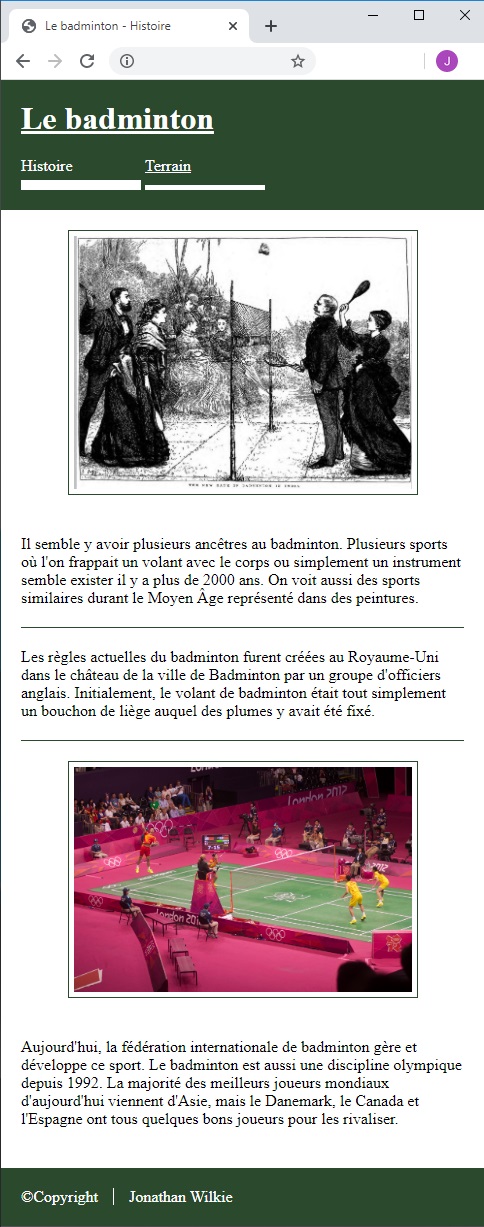 Le badminton - Histoire
J
Le badminton
Histoire Terrain
Il semble y avoir plusieurs ancêtres au badminton. Plusieurs sports
où l'on frappait un volant avec le corps ou simplement un instrument
semble exister il y a plus de 2000 ans. On voit aussi des sports
similaires durant le Moyen Âge représenté dans des peintures.
Les règles actuelles du badminton furent créées au Royaume-Uni
dans le château de la ville de Badminton par un groupe d'officiers
anglais. Initialement, le volant de badminton était tout simplement
un bouchon de liège auquel des plumes y avait été fixé.
london 2012
London 201
Aujourd'hui, la fédération internationale de badminton gère et
développe ce sport. Le badminton est aussi une discipline olympique
depuis 1992. La majorité des meilleurs joueurs mondiaux
d'aujourd'hui viennent d'Asie, mais le Danemark, le Canada et
l'Espagne ont tous quelques bons joueurs pour les rivaliser.
©Copyright Jonathan Wilkie